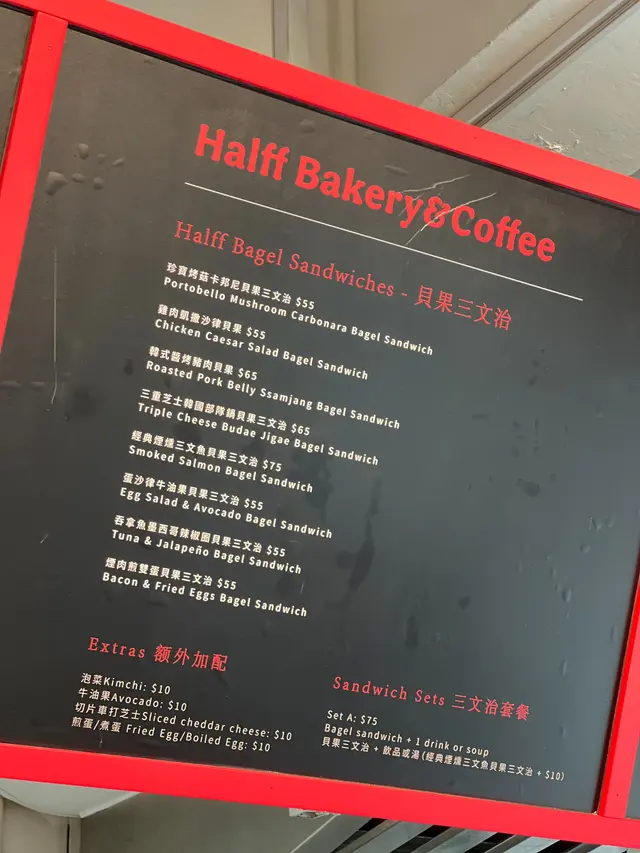 Halff Bakery&Coffee
Halff Bagel Sandwiches - 貝果三文治
珍寶烤菇卡邦尼貝果三文治 $55
Portobello Mushroom Carbonara Bagel Sandwich
雞肉凱撒沙律貝果 $55
Chicken Caesar Salad Bagel Sandwich
韓式醬烤豬肉貝果 $65
Roasted Pork Belly Ssamjang Bagel Sandwich
三重芝士韓國部隊鍋貝果三文治 $65
Triple Cheese Budae Jigae Bagel Sandwich
經典煙燻三文魚貝果三文治 $75
Smoked Salmon Bagel Sandwich
蛋沙律牛油果貝果三文治 $55
Egg Salad & Avocado Bagel Sandwich
吞拿魚墨西哥辣椒圈貝果三文治 $55
Tuna & Jalapeño Bagel Sandwich
煙肉煎雙蛋貝果三文治 $55
Bacon & Fried Eggs Bagel Sandwich
Extras 额外加配
泡菜Kimchi: $10
牛油果Avocado: $10
切片車打芝士Sliced cheddar cheese: $10
煎蛋/煮蛋 Fried Egg/Boiled Egg: $10
Sandwich Sets 三文治套餐
Set A: $75
Bagel sandwich + 1 drink or soup
貝果三文治 + 飲品或湯 (經典煙燻三文魚貝果三文治 + $10)